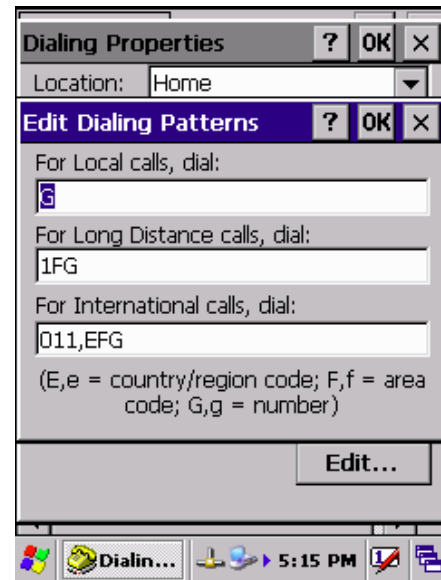 Dialing Properties ? OK ×
Location: Home
Edit Dialing Patterns ? OK ×
For Local calls, dial:
G
For Long Distance calls, dial:
1FG
For International calls, dial:
011,EFG
(E,e = country/region code; F,f = area
code; G,g = number)
Edit...
Dialin... 5:15 PM